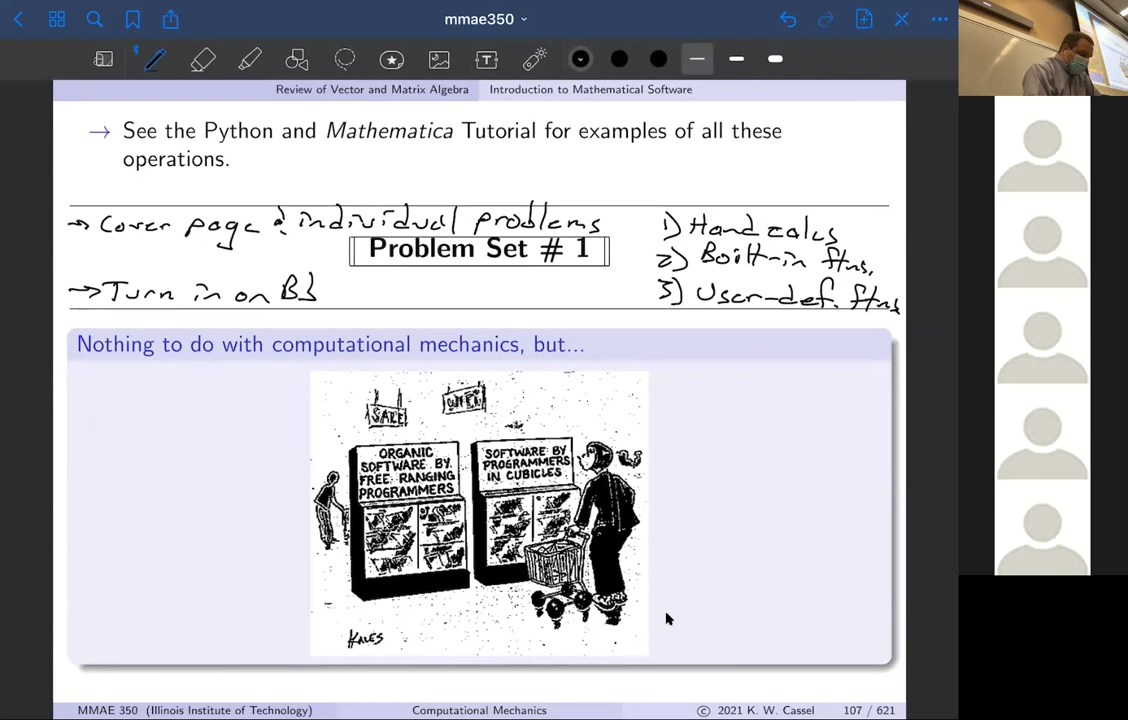 mmae350
Review of Vector and Matrix Algebra Introduction to Mathematical Software
→ See the Python and Mathematica Tutorial for examples of all these
operations.
→ Cover page & individual problems
Problem Set # 1
→ Turn in on BB
1) Hand calcs
2) Built-in ftns.
3) User-def. ftns
Nothing to do with computational mechanics, but...
SALE
ORGANIC
SOFTWARE BY
FREE RANGING
PROGRAMMERS
SOFTWARE BY
PROGRAMMERS
IN CUBICLES
KALES
MMAE 350 (Illinois Institute of Technology) Computational Mechanics © 2021 K. W. Cassel 107 / 621